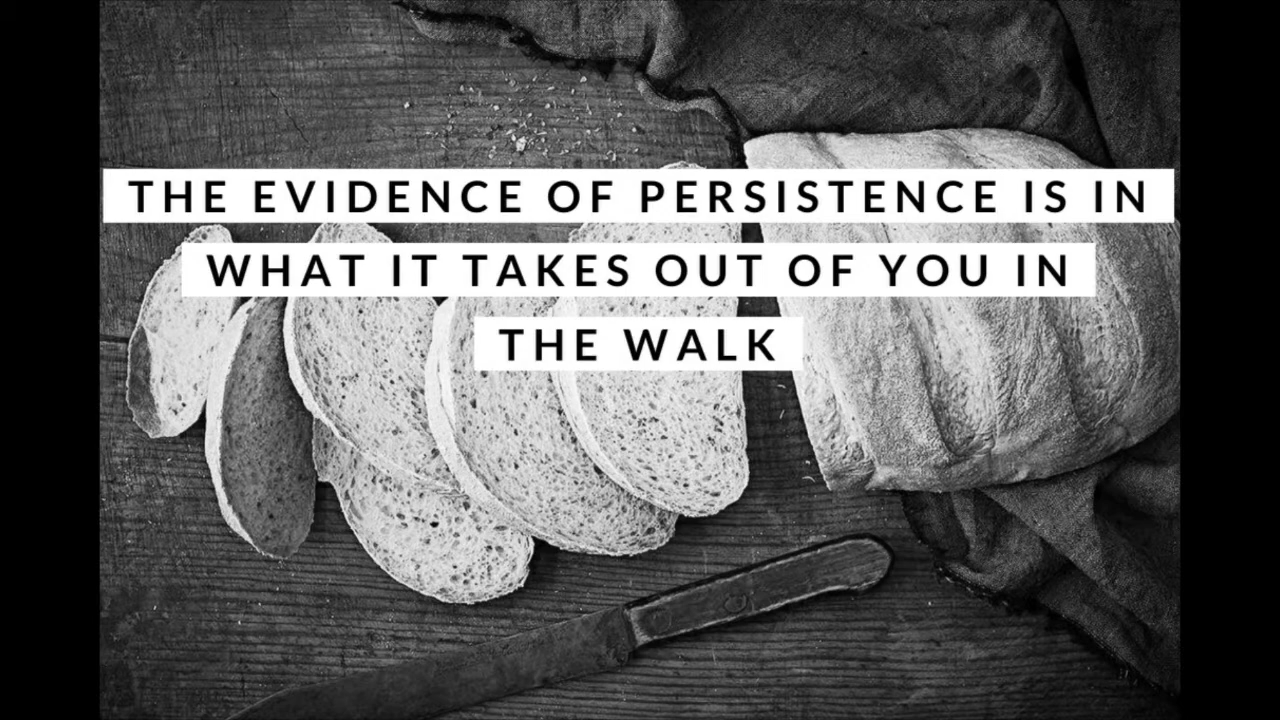 THE EVIDENCE OF PERSISTENCE IS IN
WHAT IT TAKES OUT OF YOU IN
THE WALK